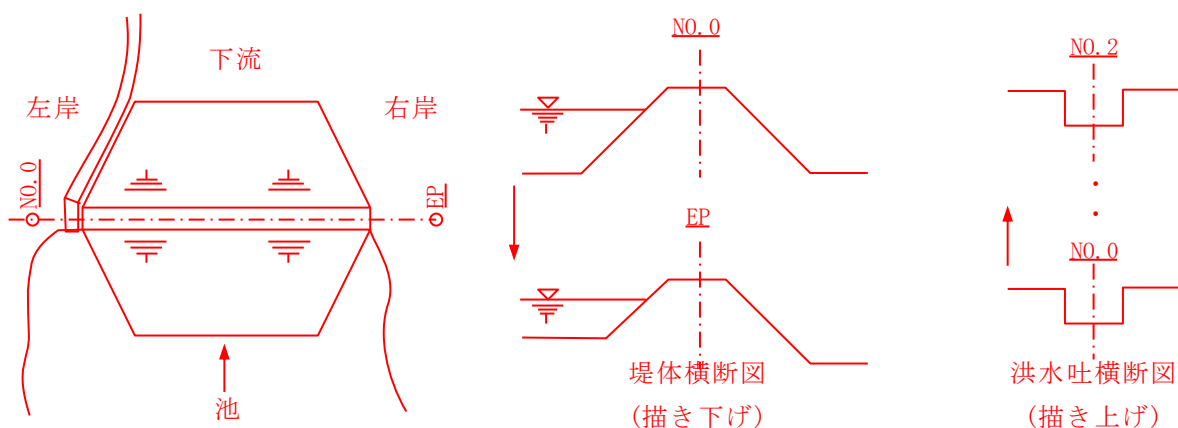 下流
左岸
右岸
NO.0
EP
池
NO.0
EP
堤体横断図
(描き下げ)
NO.2
NO.0
洪水吐横断図
(描き上げ)